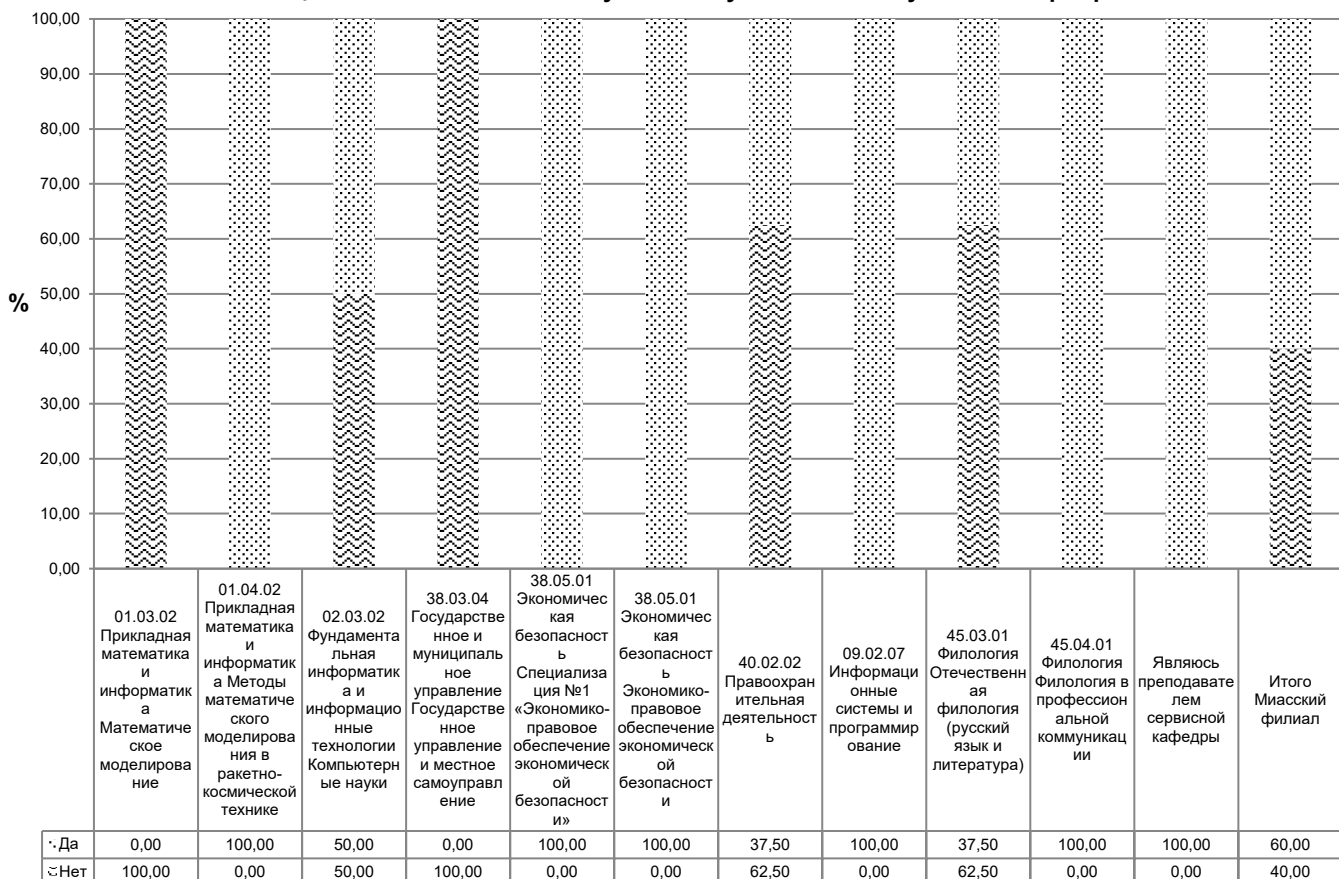 100,00
90,00
80,00
70,00
60,00
50,00
40,00
30,00
20,00
10,00
0,00
%
01.03.02
Прикладная
математика
и
информатик
а
Математиче
ское
моделирова
ние
01.04.02
Прикладная
математика
и
информатик
а Методы
математиче
ского
моделирова
ния в
ракетно-
космической
технике
02.03.02
Фундамента
льная
информатик
а и
информацио
нные
технологии
Компьютерн
ые науки
38.03.04
Государстве
нное и
муниципаль
ное
управление
Государстве
нное
управление
и местное
самоуправл
ение
38.05.01
Экономичес
кая
безопасност
ь
Специализа
ция №1
«Экономико-
правовое
обеспечение
экономическ
ой
безопасност
и»
38.05.01
Экономичес
кая
безопасност
ь
Экономико-
правовое
обеспечение
экономическ
ой
безопасност
и
40.02.02
Правоохран
ительная
деятельност
ь
09.02.07
Информаци
онные
системы и
программир
ование
45.03.01
Филология
Отечественн
ая
филология
(русский
язык и
литература)
45.04.01
Филология
Филология в
профессион
альной
коммуникац
ии
Являюсь
преподавате
лем
сервисной
кафедры
Итого
Миасский
филиал
Да 0,00 100,00 50,00 0,00 100,00 100,00 37,50 100,00 37,50 100,00 100,00 60,00
Нет 100,00 0,00 50,00 100,00 0,00 0,00 62,50 0,00 62,50 0,00 0,00 40,00